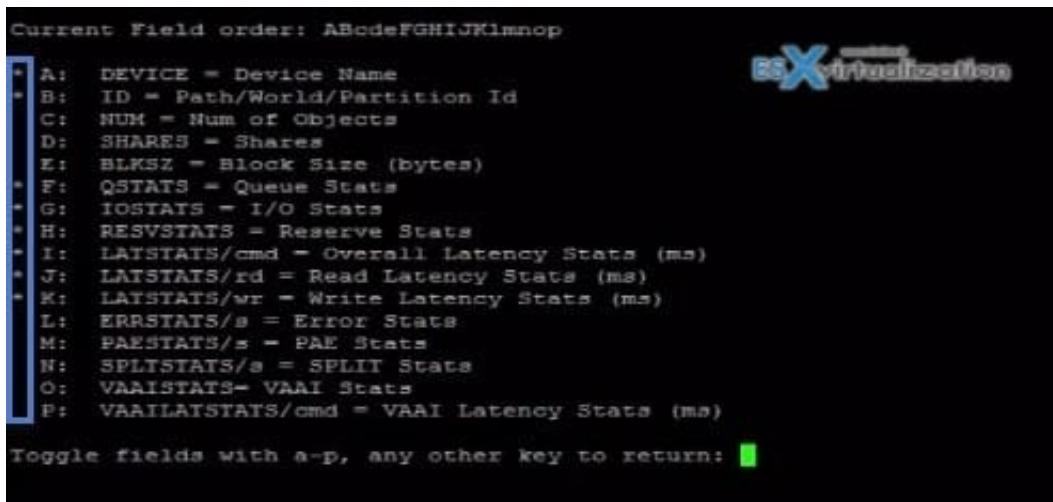 Current Field order: ABcdeFGHIJKlmnop
ESX virtualization
* A: DEVICE = Device Name
* B: ID = Path/World/Partition Id
C: NUM = Num of Objects
D: SHARES = Shares
E: BLKSZ = Block Size (bytes)
* F: QSTATS = Queue Stats
* G: IOSTATS = I/O Stats
* H: RESVSTATS = Reserve Stats
* I: LATSTATS/cmd = Overall Latency Stats (ms)
* J: LATSTATS/rd = Read Latency Stats (ms)
* K: LATSTATS/wr = Write Latency Stats (ms)
L: ERRSTATS/s = Error Stats
M: PAESTATS/s = PAE Stats
N: SPLTSTATS/s = SPLIT Stats
O: VAAISTATS= VAAI Stats
P: VAAILATSTATS/cmd = VAAI Latency Stats (ms)
Toggle fields with a-p, any other key to return: